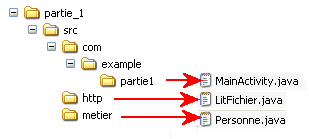 partie_1
src
com
example
partie1 MainActivity.java
http LitFichier.java
metier Personne.java